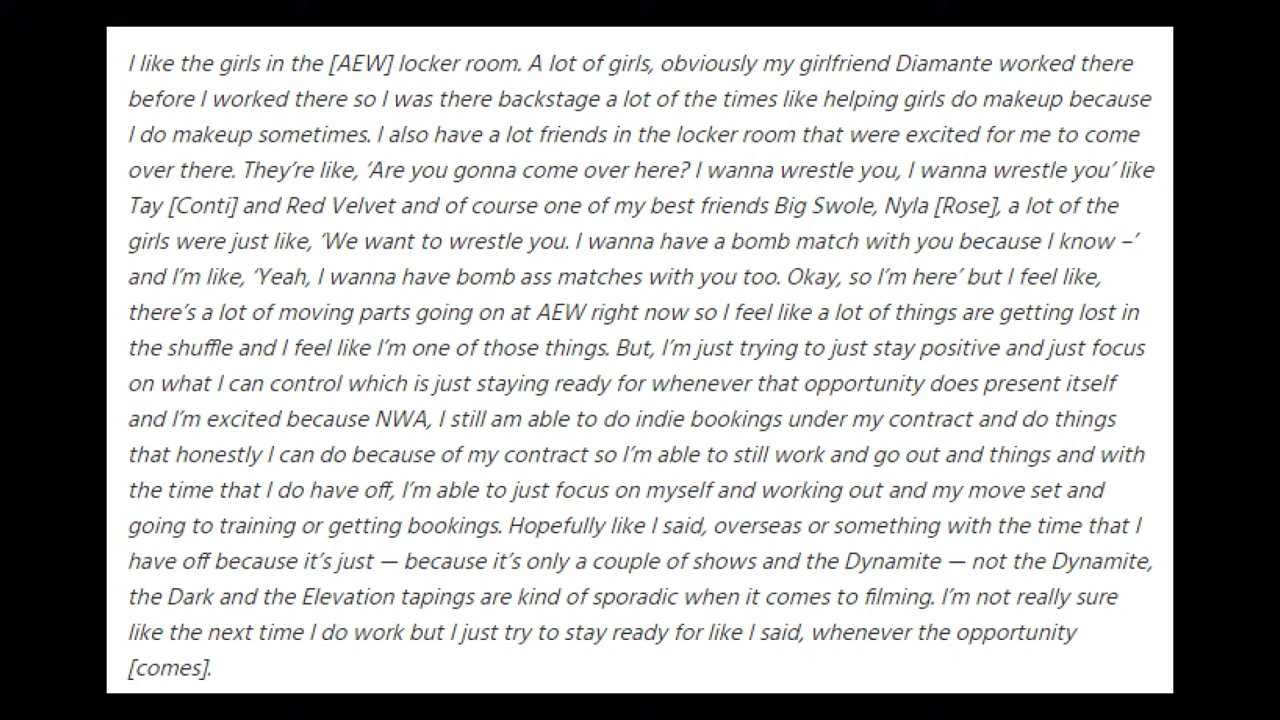 I like the girls in the [AEW] locker room. A lot of girls, obviously my girlfriend Diamante worked there
before I worked there so I was there backstage a lot of the times like helping girls do makeup because
I do makeup sometimes. I also have a lot friends in the locker room that were excited for me to come
over there. They’re like, ‘Are you gonna come over here? I wanna wrestle you, I wanna wrestle you’ like
Tay [Conti] and Red Velvet and of course one of my best friends Big Swole, Nyla [Rose], a lot of the
girls were just like, ‘We want to wrestle you. I wanna have a bomb match with you because I know –’
and I’m like, ‘Yeah, I wanna have bomb ass matches with you too. Okay, so I’m here’ but I feel like,
there’s a lot of moving parts going on at AEW right now so I feel like a lot of things are getting lost in
the shuffle and I feel like I’m one of those things. But, I’m just trying to just stay positive and just focus
on what I can control which is just staying ready for whenever that opportunity does present itself
and I’m excited because NWA, I still am able to do indie bookings under my contract and do things
that honestly I can do because of my contract so I’m able to still work and go out and things and with
the time that I do have off, I’m able to just focus on myself and working out and my move set and
going to training or getting bookings. Hopefully like I said, overseas or something with the time that I
have off because it’s just — because it’s only a couple of shows and the Dynamite — not the Dynamite,
the Dark and the Elevation tapings are kind of sporadic when it comes to filming. I’m not really sure
like the next time I do work but I just try to stay ready for like I said, whenever the opportunity
[comes].